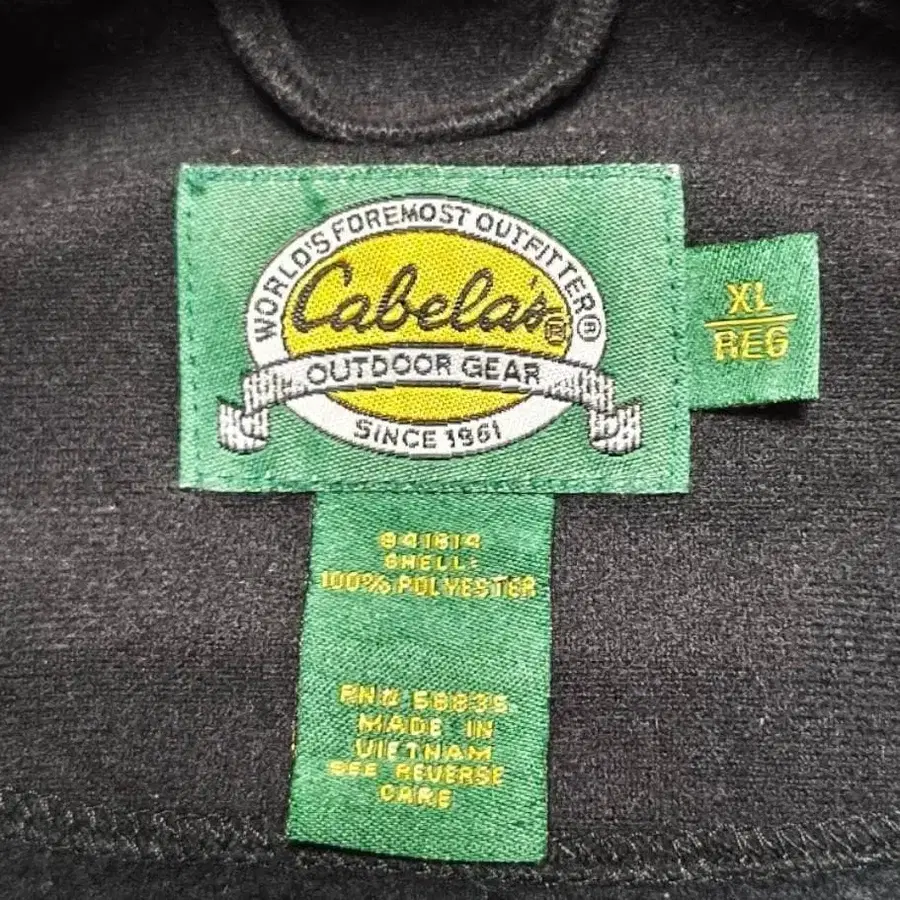 WORLD'S FOREMOST OUTFITTER®
Cabela's®
OUTDOOR GEAR
SINCE 1961
XL
REG
941814
SHELL:
100% POLYESTER
RN# 58835
MADE IN
VIETNAM
SEE REVERSE
CARE